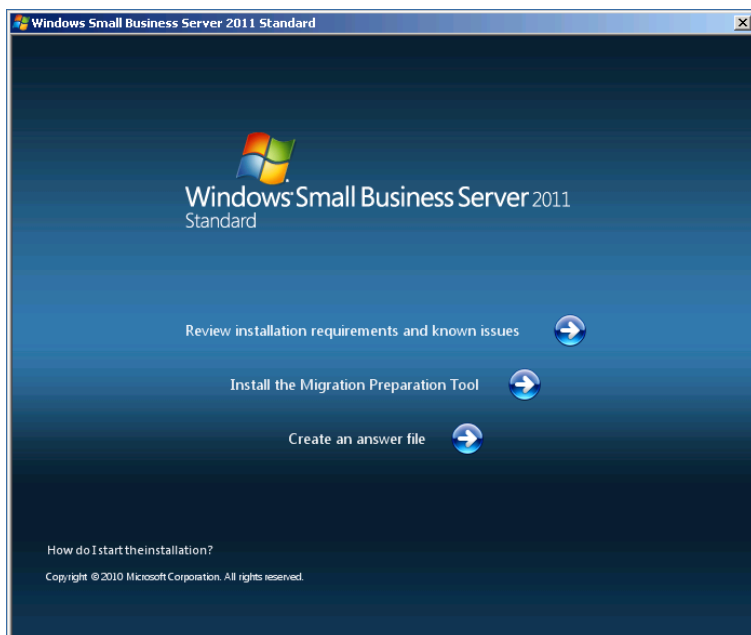 Windows Small Business Server 2011 Standard
Windows Small Business Server 2011
Standard
Review installation requirements and known issues
Install the Migration Preparation Tool
Create an answer file
How do I start the installation?
Copyright © 2010 Microsoft Corporation. All rights reserved.